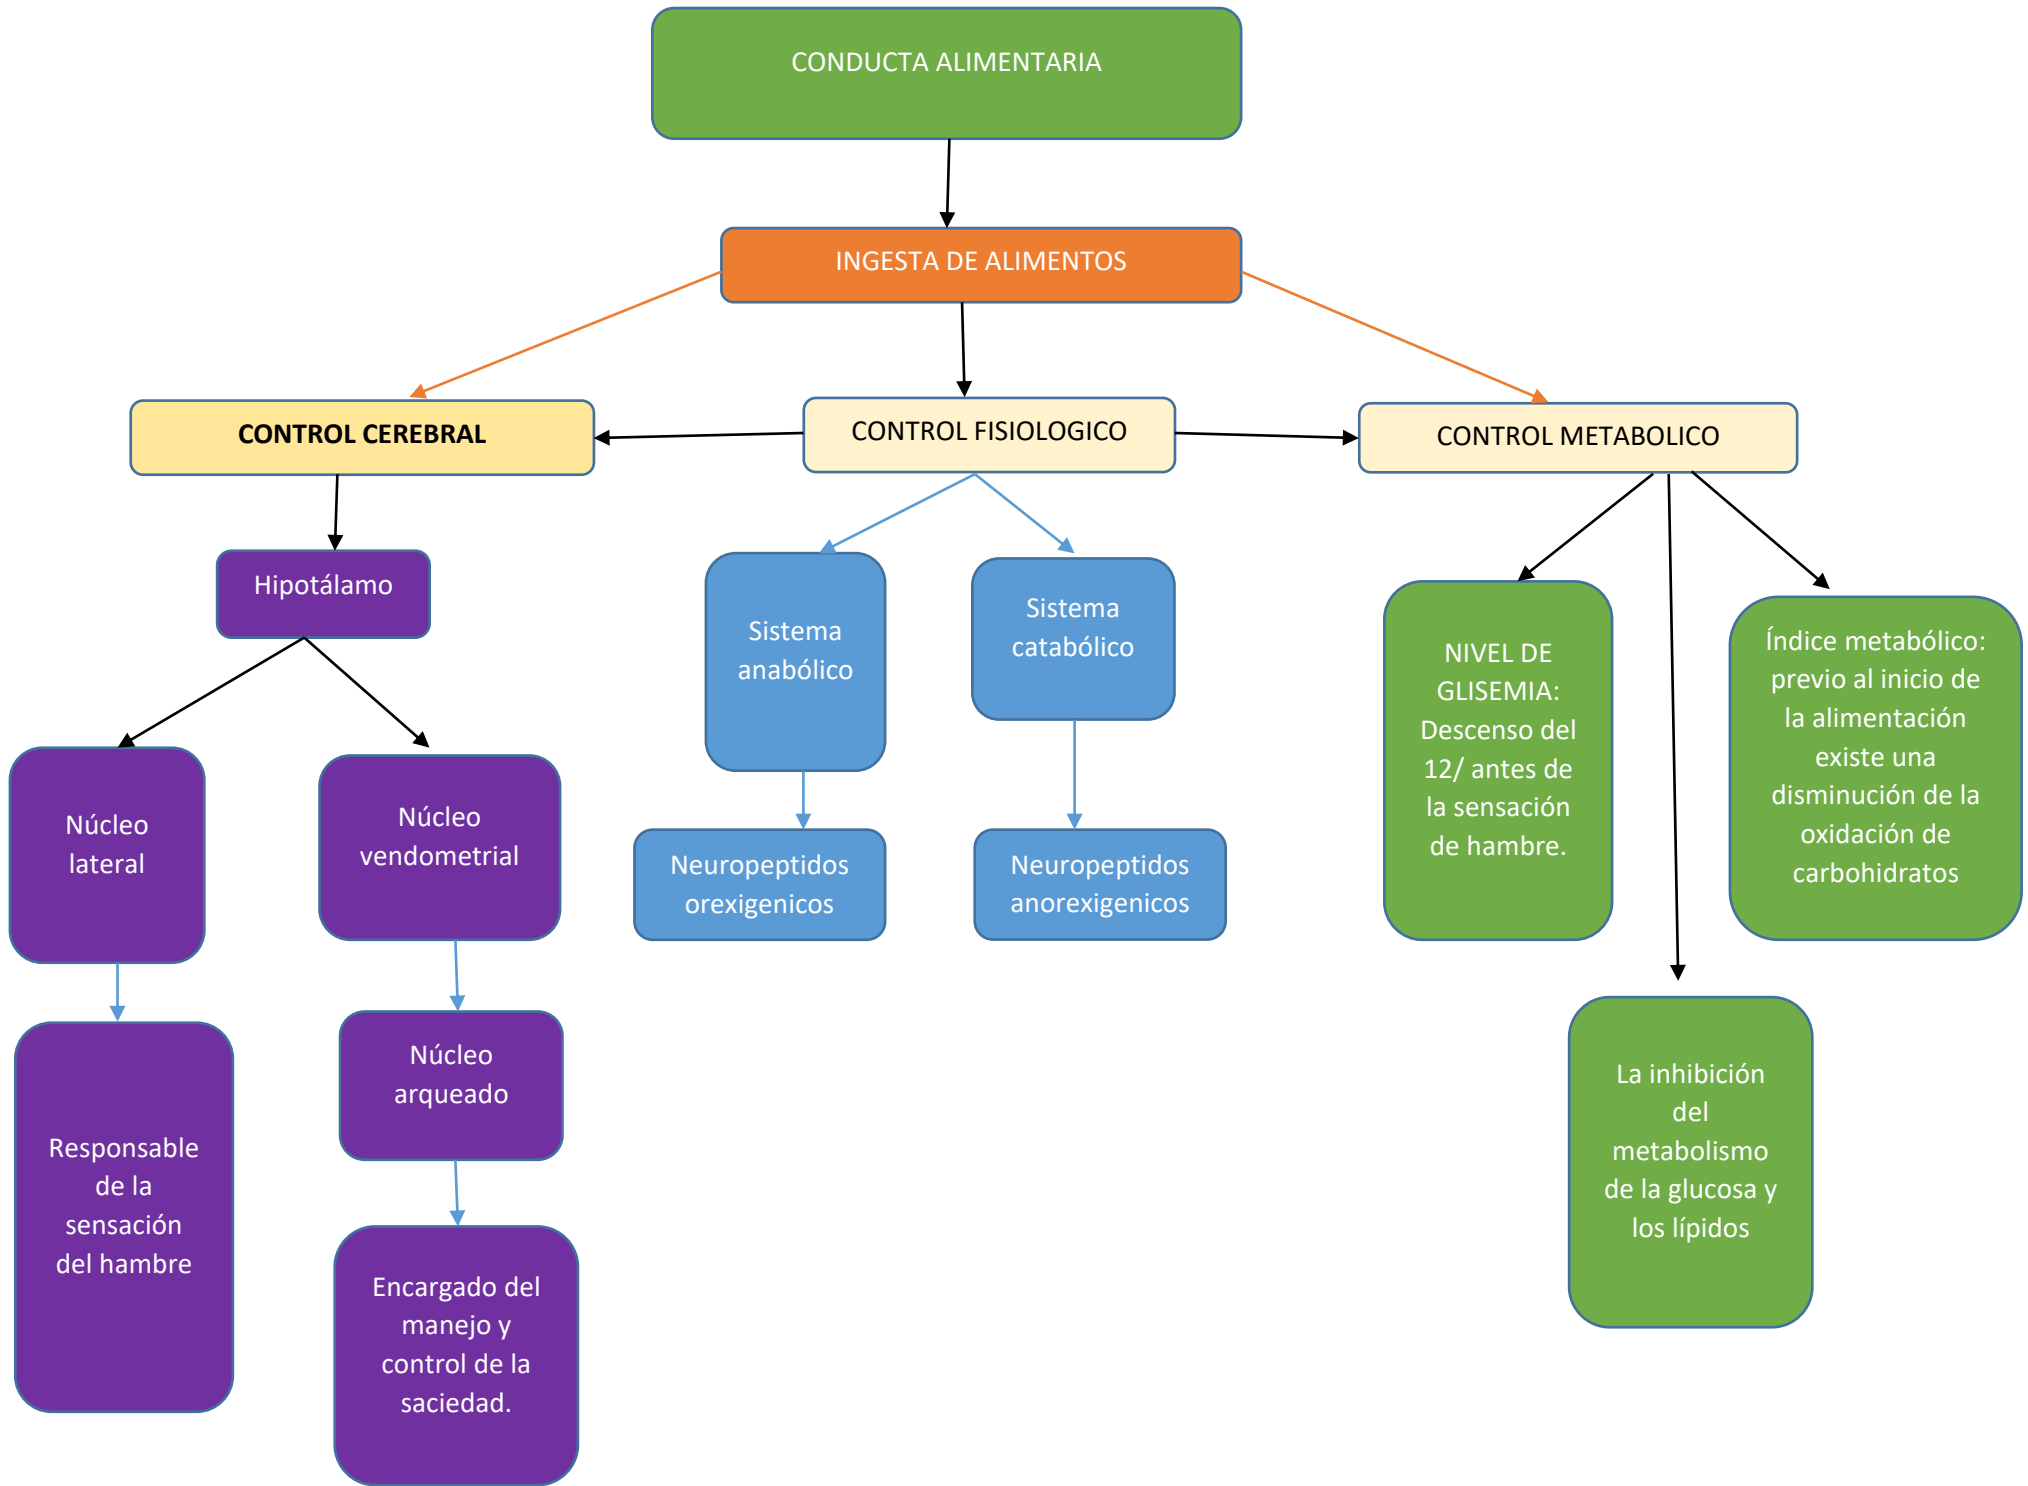 CONDUCTA ALIMENTARIA
INGESTA DE ALIMENTOS
CONTROL CEREBRAL
CONTROL FISIOLOGICO
CONTROL METABOLICO
Hipotálamo
Núcleo
lateral
Responsable
de la
sensación
del hambre
Núcleo
vendometrial
Núcleo
arqueado
Encargado del
manejo y
control de la
saciedad.
Sistema
anabólico
Neuropeptidos
orexigenicos
Sistema
catabólico
Neuropeptidos
anorexigenicos
NIVEL DE
GLISEMIA:
Descenso del
12/ antes de
la sensación
de hambre.
La inhibición
del
metabolismo
de la glucosa y
los lípidos
Índice metabólico:
previo al inicio de
la alimentación
existe una
disminución de la
oxidación de
carbohidratos